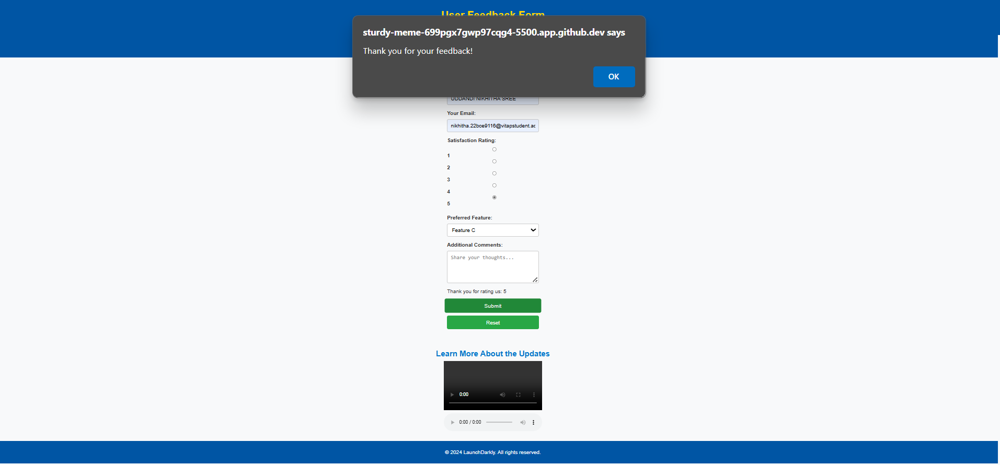 User Feedback Form
sturdy-meme-699pgx7gwp97cqg4-5500.app.github.dev says
Thank you for your feedback!
OK
UDDANDI NIKHITHA SREE
Your Email:
nikhitha.22bce9116@vitapstudent.ac
Satisfaction Rating:
1
2
3
4
5
Preferred Feature:
Feature C
Additional Comments:
Share your thoughts...
Thank you for rating us: 5
Submit
Reset
Learn More About the Updates
0:00
0:00 / 0:00
© 2024 LaunchDarkly. All rights reserved.